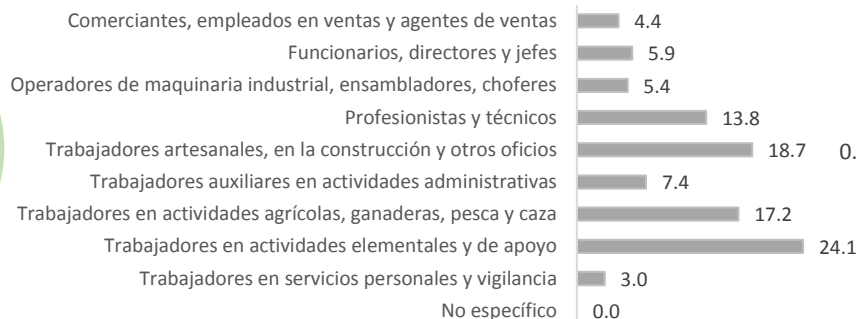 Comerciantes, empleados en ventas y agentes de ventas 4.4
Funcionarios, directores y jefes 5.9
Operadores de maquinaria industrial, ensambladores, choferes 5.4
Profesionistas y técnicos 13.8
Trabajadores artesanales, en la construcción y otros oficios 18.7 0.
Trabajadores auxiliares en actividades administrativas 7.4
Trabajadores en actividades agrícolas, ganaderas, pesca y caza 17.2
Trabajadores en actividades elementales y de apoyo 24.1
Trabajadores en servicios personales y vigilancia 3.0
No específico 0.0